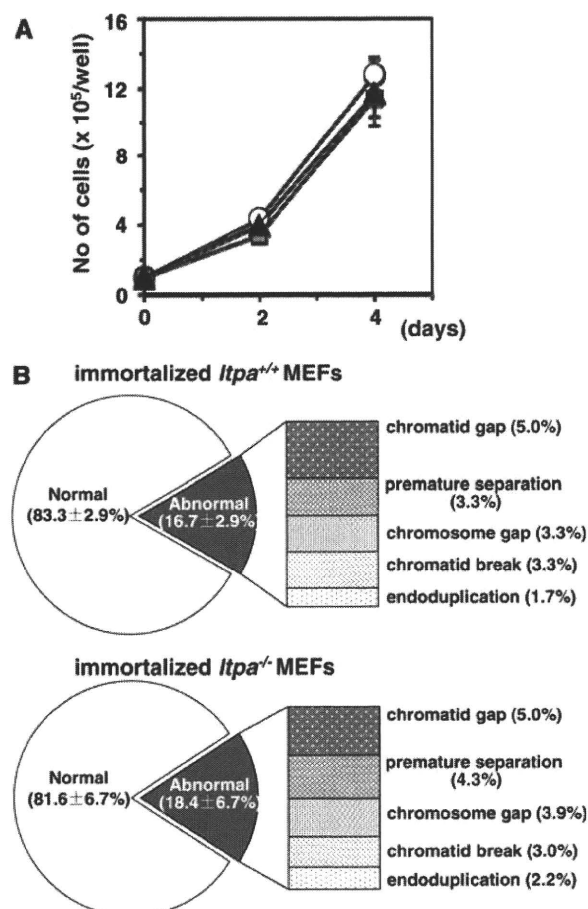 A
No of cells (x 10⁵/well)
16
12
8
4
0
0 2 4 (days)
B immortalized Itpa+/+ MEFs
Normal
(83.3±2.9%)
Abnormal
(16.7±2.9%)
chromatid gap (5.0%)
premature separation
(3.3%)
chromosome gap (3.3%)
chromatid break (3.3%)
endoduplication (1.7%)
immortalized Itpa-/- MEFs
Normal
(81.6±6.7%)
Abnormal
(18.4±6.7%)
chromatid gap (5.0%)
premature separation
(4.3%)
chromosome gap (3.9%)
chromatid break (3.0%)
endoduplication (2.2%)